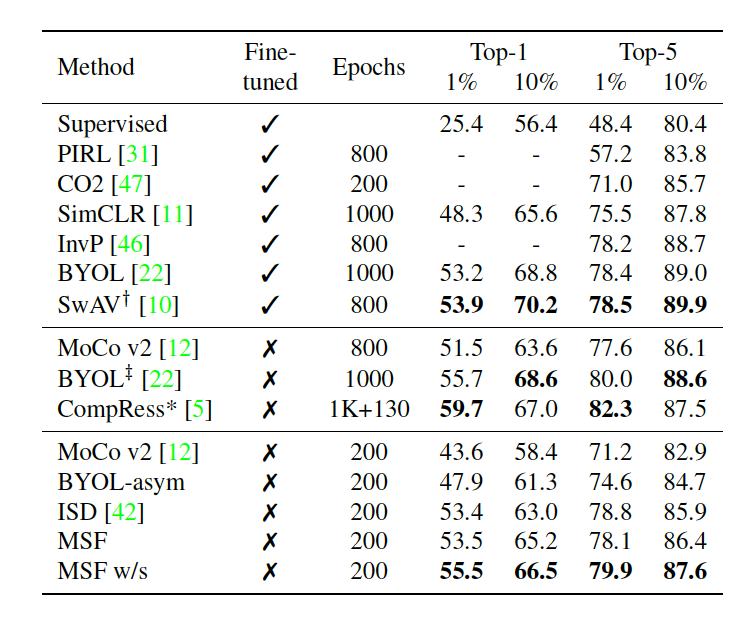 Method Fine-tuned Epochs Top-1 Top-5
1% 10% 1% 10%
Supervised ✓ 25.4 56.4 48.4 80.4
PIRL [31] ✓ 800 - - 57.2 83.8
CO2 [47] ✓ 200 - - 71.0 85.7
SimCLR [11] ✓ 1000 48.3 65.6 75.5 87.8
InvP [46] ✓ 800 - - 78.2 88.7
BYOL [22] ✓ 1000 53.2 68.8 78.4 89.0
SwAV† [10] ✓ 800 53.9 70.2 78.5 89.9
MoCo v2 [12] ✗ 800 51.5 63.6 77.6 86.1
BYOL‡ [22] ✗ 1000 55.7 68.6 80.0 88.6
CompRess* [5] ✗ 1K+130 59.7 67.0 82.3 87.5
MoCo v2 [12] ✗ 200 43.6 58.4 71.2 82.9
BYOL-asym ✗ 200 47.9 61.3 74.6 84.7
ISD [42] ✗ 200 53.4 63.0 78.8 85.9
MSF ✗ 200 53.5 65.2 78.1 86.4
MSF w/s ✗ 200 55.5 66.5 79.9 87.6